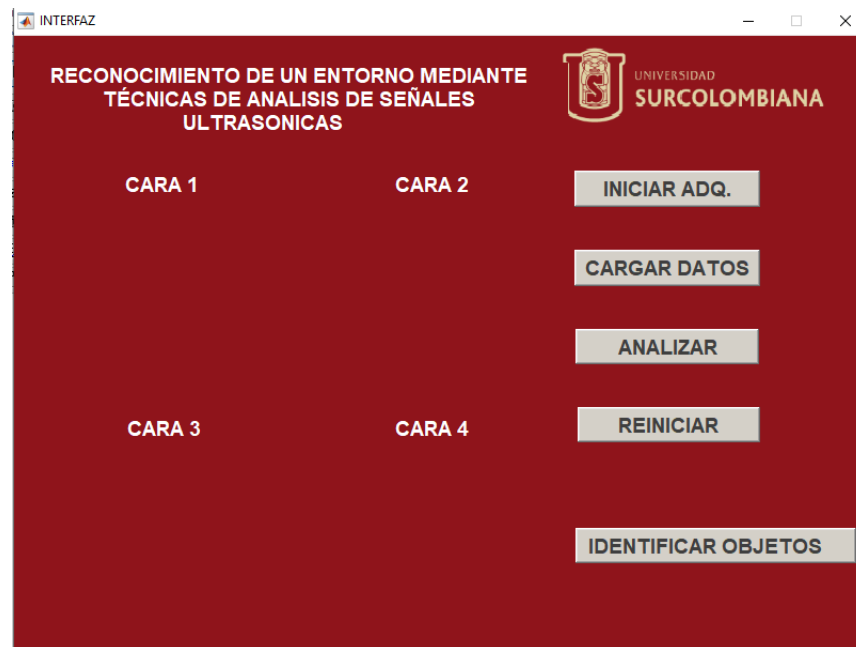 INTERFAZ
RECONOCIMIENTO DE UN ENTORNO MEDIANTE
TÉCNICAS DE ANALISIS DE SEÑALES
ULTRASONICAS
UNIVERSIDAD
SURCOLOMBIANA
CARA 1
CARA 2
INICIAR ADQ.
CARGAR DATOS
ANALIZAR
CARA 3
CARA 4
REINICIAR
IDENTIFICAR OBJETOS